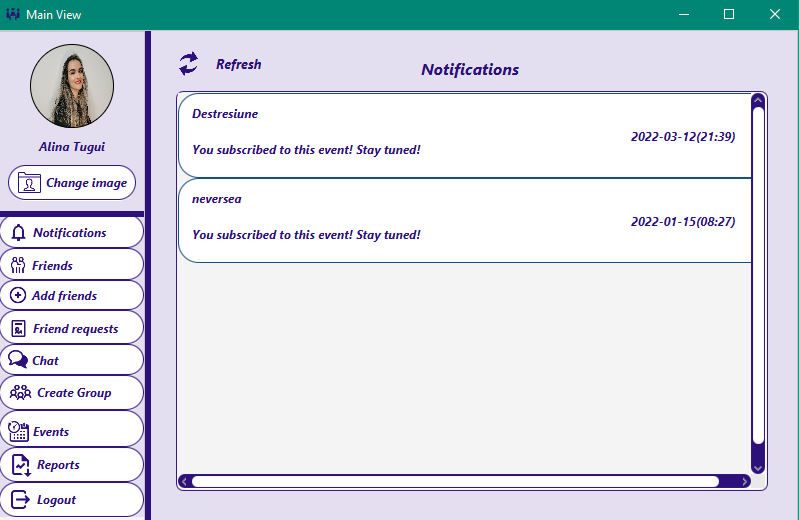 Main View
Alina Tugui
Change image
Notifications
Friends
Add friends
Friend requests
Chat
Create Group
Events
Reports
Logout
Refresh
Notifications
Destresiune
2022-03-12(21:39)
You subscribed to this event! Stay tuned!
neversea
2022-01-15(08:27)
You subscribed to this event! Stay tuned!